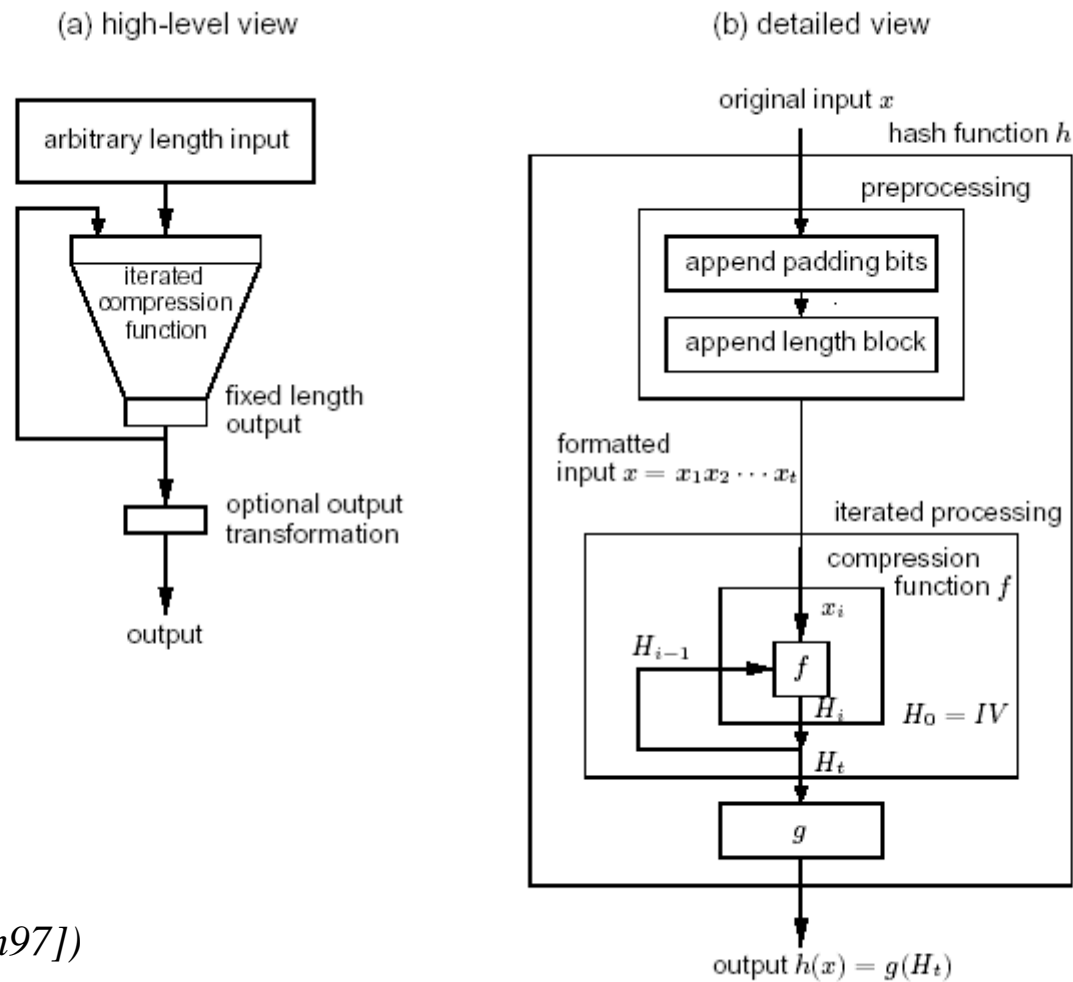 (a) high-level view
arbitrary length input
iterated
compression
function
fixed length
output
optional output
transformation
output
(b) detailed view
original input x
hash function h
preprocessing
append padding bits
append length block
formatted
input x = x₁x₂ ··· xₜ
iterated processing
compression
function f
xᵢ
Hᵢ₋₁
f
Hᵢ
H₀ = IV
Hₜ
g
output h(x) = g(Hₜ)
n97])